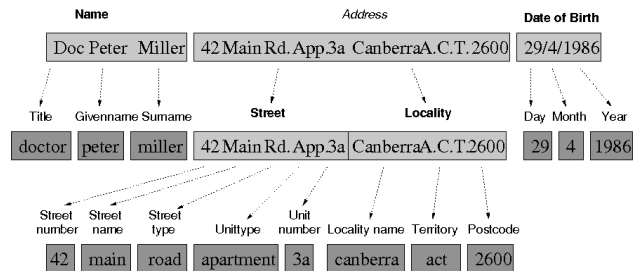 Name Address Date of Birth
Doc Peter Miller 42 Main Rd. App.3a Canberra A.C.T. 2600 29/4/1986
Title Givenname Surname Street Locality Day Month Year
doctor peter miller 42 Main Rd. App.3a Canberra A.C.T. 2600 29 4 1986
Street number Street name Street type Unittype Unit number Locality name Territory Postcode
42 main road apartment 3a canberra act 2600